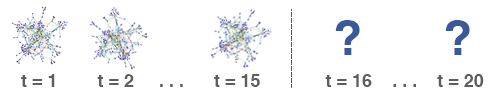 ? ?
t = 1 t = 2 . . . t = 15 t = 16 . . . t = 20